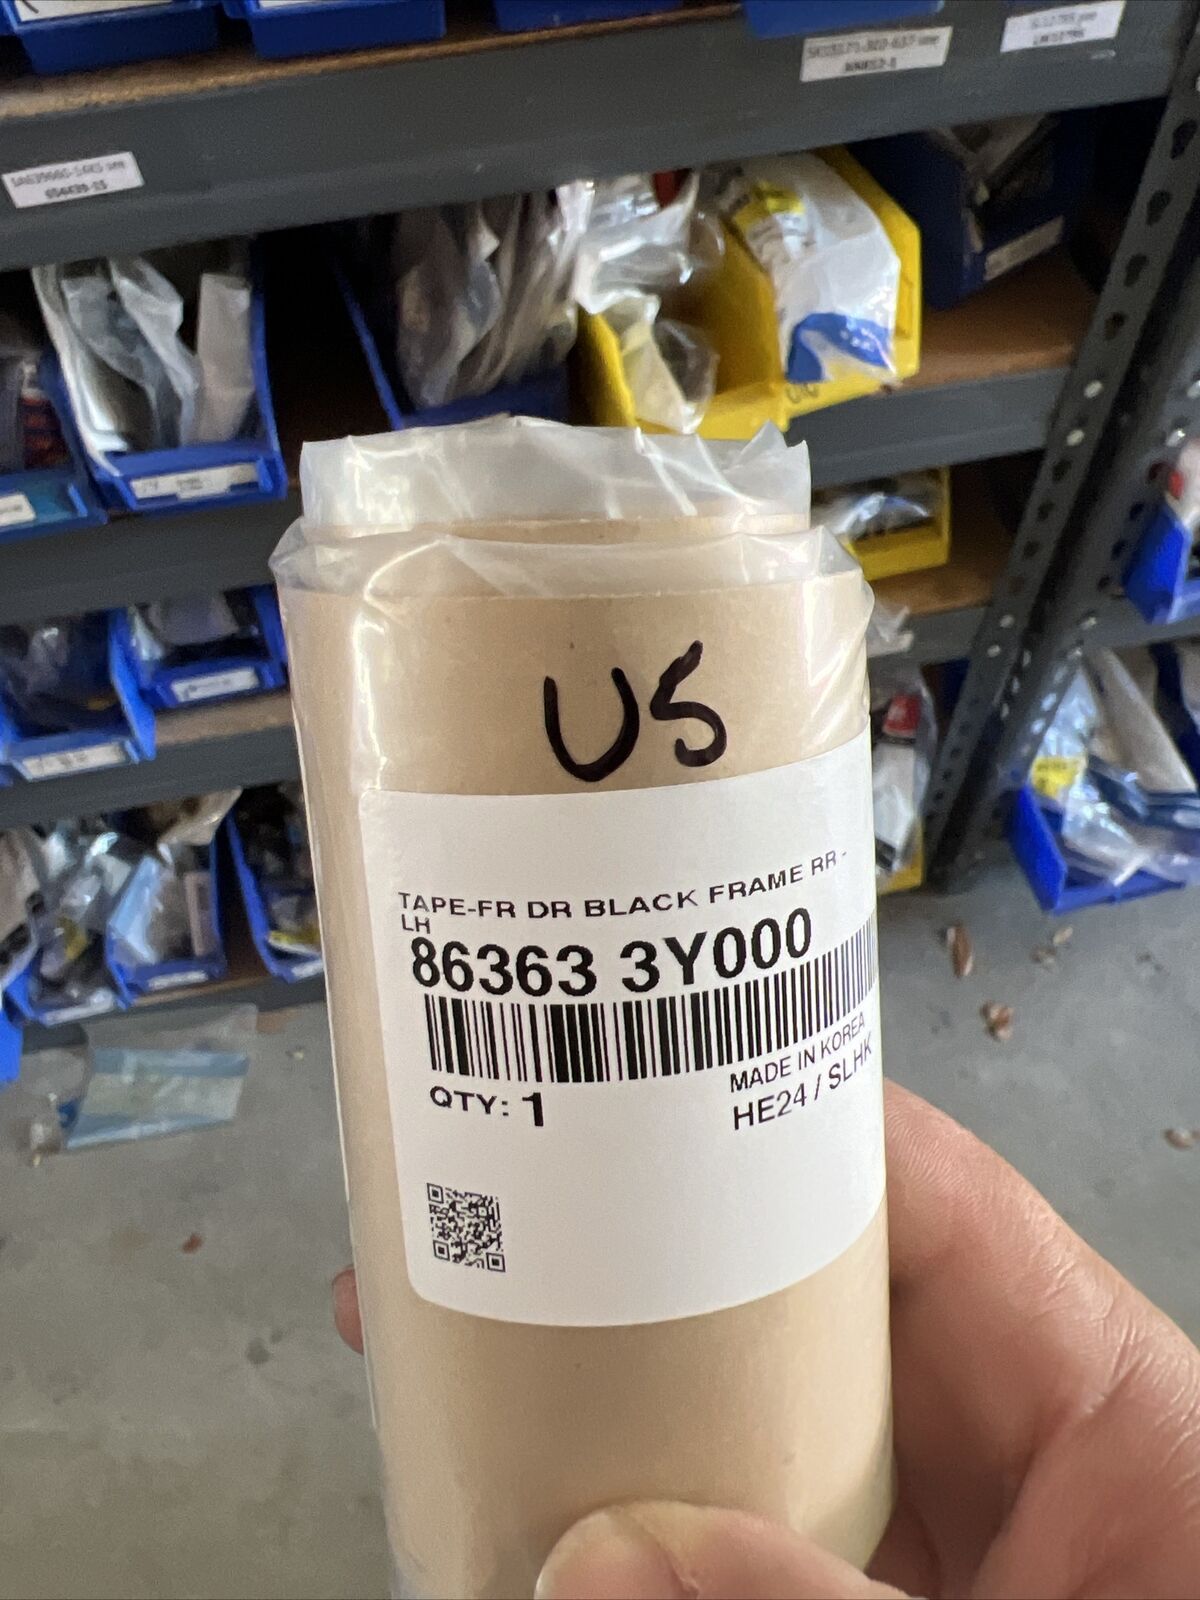 US
TAPE-FR DR BLACK FRAME RR -
LH
86363 3Y000
MADE IN KOREA
QTY: 1
HE24 / SLHK